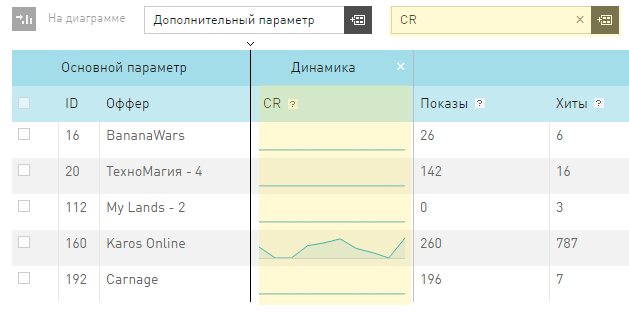 На диаграмме Дополнительный параметр CR ×
Основной параметр Динамика ×
ID Оффер CR ? Показы ? Хиты ?
16 BananaWars 26 6
20 ТехноМагия - 4 142 16
112 My Lands - 2 0 3
160 Karos Online 260 787
192 Carnage 196 7